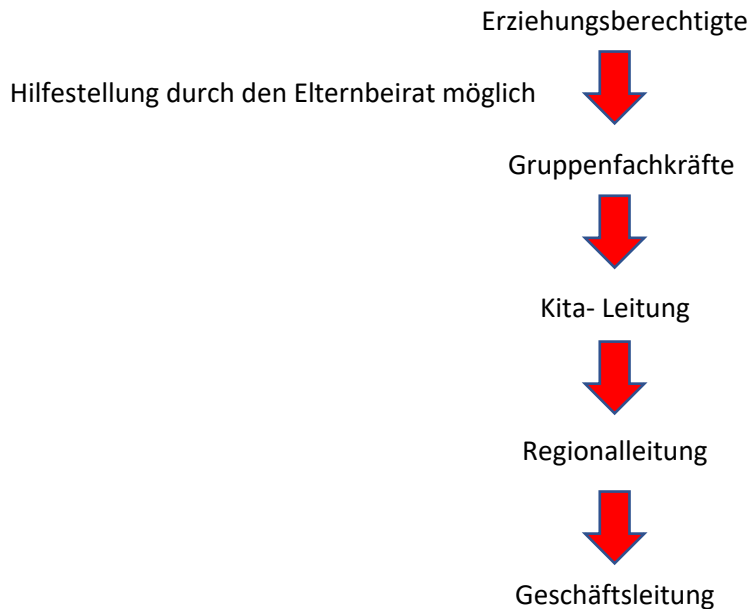 Erziehungsberechtigte
Hilfestellung durch den Elternbeirat möglich
Gruppenfachkräfte
Kita- Leitung
Regionalleitung
Geschäftsleitung